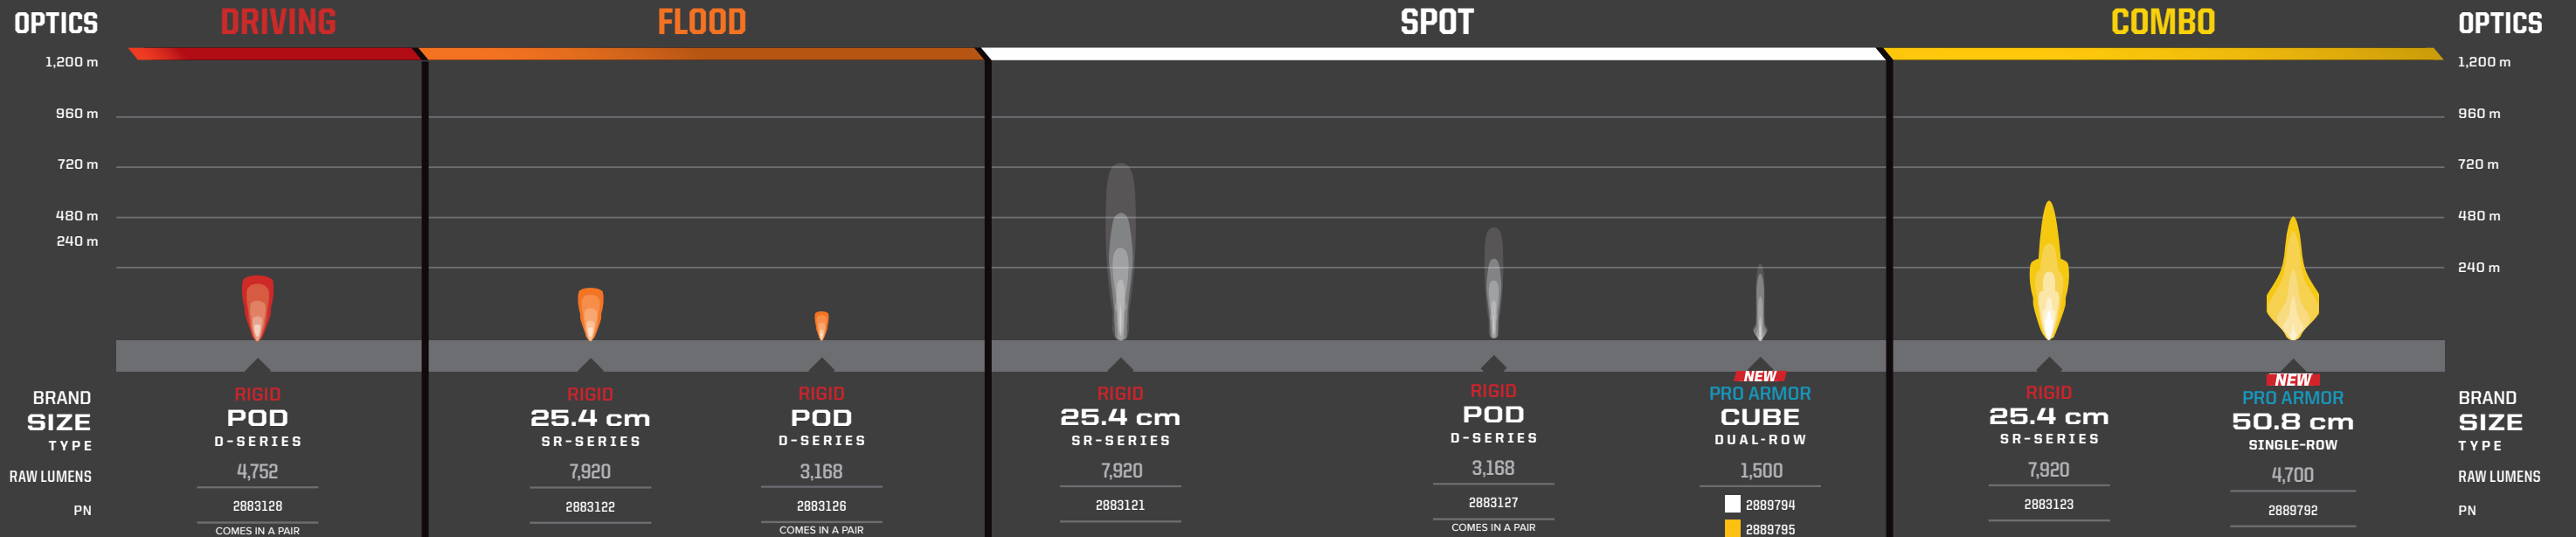 OPTICS
DRIVING
FLOOD
SPOT
COMBO
OPTICS
1,200 m
1,200 m
960 m
960 m
720 m
720 m
480 m
480 m
240 m
240 m
BRAND
SIZE
TYPE
RAW LUMENS
PN
RIGID
POD
D-SERIES
4,752
2883128
COMES IN A PAIR
RIGID
25.4 cm
SR-SERIES
7,920
2883122
RIGID
POD
D-SERIES
3,168
2883126
COMES IN A PAIR
RIGID
25.4 cm
SR-SERIES
7,920
2883121
RIGID
POD
D-SERIES
3,168
2883127
COMES IN A PAIR
NEW
PRO ARMOR
CUBE
DUAL-ROW
1,500
2889794
2889795
RIGID
25.4 cm
SR-SERIES
7,920
2883123
NEW
PRO ARMOR
50.8 cm
SINGLE-ROW
4,700
2889792
BRAND
SIZE
TYPE
RAW LUMENS
PN